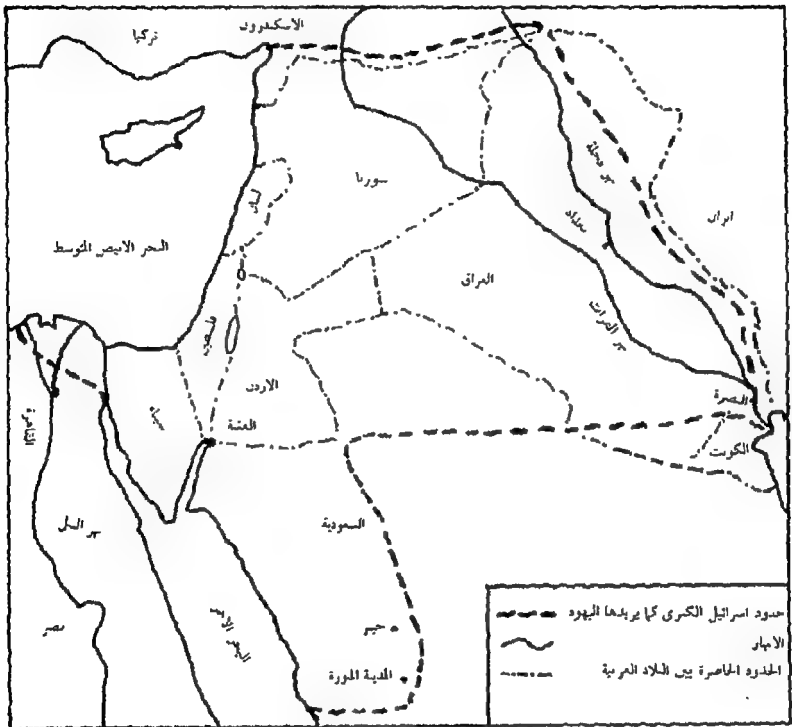 الاسكندرون
تركيا
سوريا
نهر دجلة
ايران
لبنان
بغداد
البحر الابيض المتوسط
العراق
نهر الفرات
فلسطين
الاردن
البصرة
سيناء
العقبة
القاهرة
الكويت
السعودية
نهر النيل
حدود اسرائيل الكبرى كما يريدها اليهود
خيبر
البحر الاحمر
مصر
الانهار
الحدود الحاضرة بين البلاد العربية
المدينة المنورة